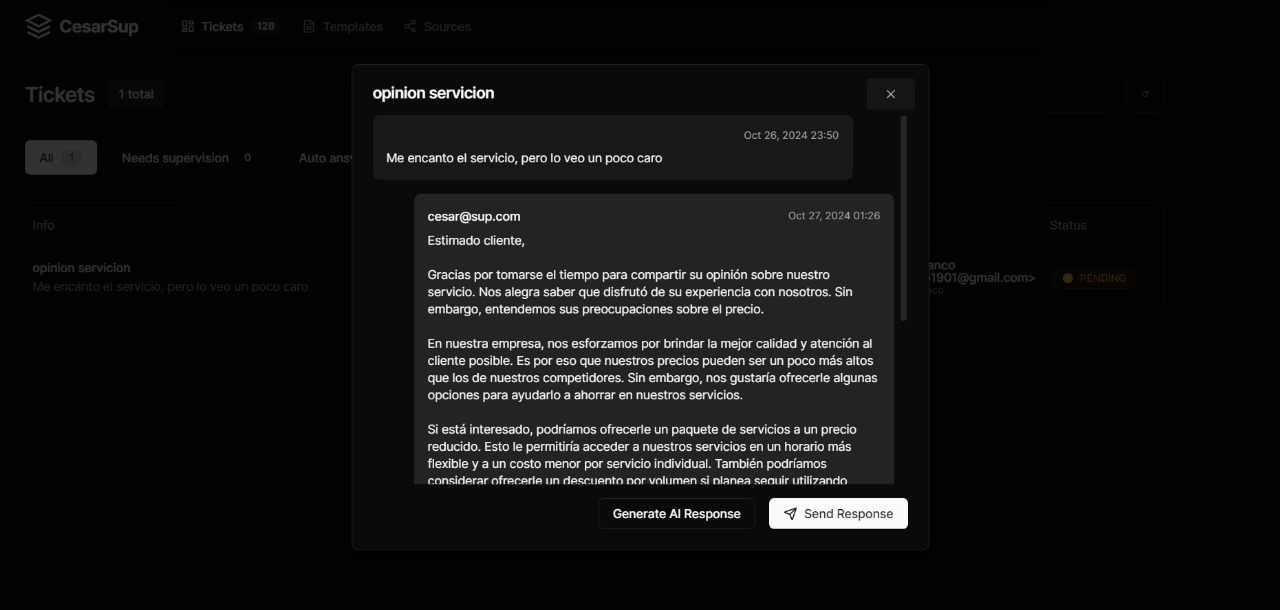 CesarSup
Tickets 128
Templates
Sources
Tickets
1 total
All 1
Needs supervision 0
Auto
Info
Status
opinion servicion
Me encanto el servicio, pero lo veo un poco caro
1901@gmail.com>
PENDING
opinion servicion
Oct 26, 2024 23:50
Me encanto el servicio, pero lo veo un poco caro
cesar@sup.com
Oct 27, 2024 01:26
Estimado cliente,
Gracias por tomarse el tiempo para compartir su opinión sobre nuestro
servicio. Nos alegra saber que disfrutó de su experiencia con nosotros. Sin
embargo, entendemos sus preocupaciones sobre el precio.
En nuestra empresa, nos esforzamos por brindar la mejor calidad y atención al
cliente posible. Es por eso que nuestros precios pueden ser un poco más altos
que los de nuestros competidores. Sin embargo, nos gustaría ofrecerle algunas
opciones para ayudarlo a ahorrar en nuestros servicios.
Si está interesado, podríamos ofrecerle un paquete de servicios a un precio
reducido. Esto le permitiría acceder a nuestros servicios en un horario más
flexible y a un costo menor por servicio individual. También podríamos
considerar ofrecerle un descuento por volumen si planea seguir utilizando
Generate AI Response
Send Response